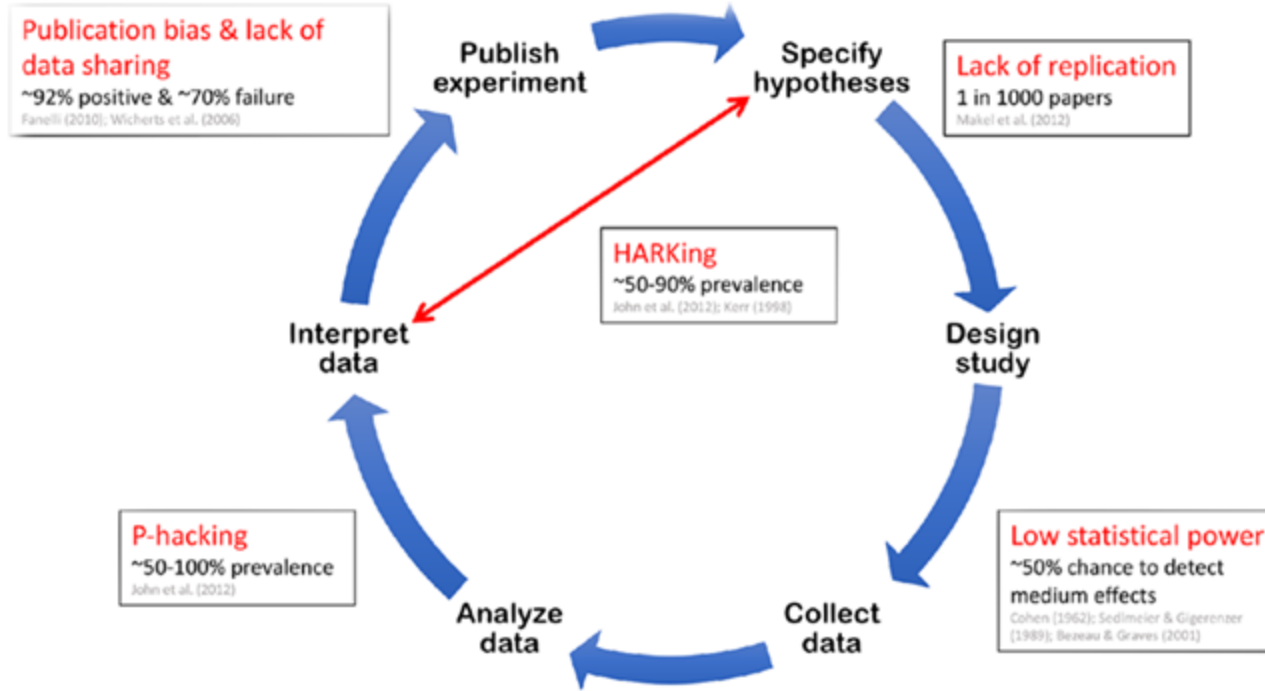 Publication bias & lack of
data sharing
~92% positive & ~70% failure
Fanelli (2010); Wicherts et al. (2006)
Publish
experiment
Specify
hypotheses
Lack of replication
1 in 1000 papers
Makel et al. (2012)
HARKing
~50-90% prevalence
John et al. (2012); Kerr (1998)
Interpret
data
Design
study
P-hacking
~50-100% prevalence
John et al. (2012)
Low statistical power
~50% chance to detect
medium effects
Cohen (1962); Sedlmeier & Gigerenzer
(1989); Bezeau & Graves (2001)
Analyze
data
Collect
data